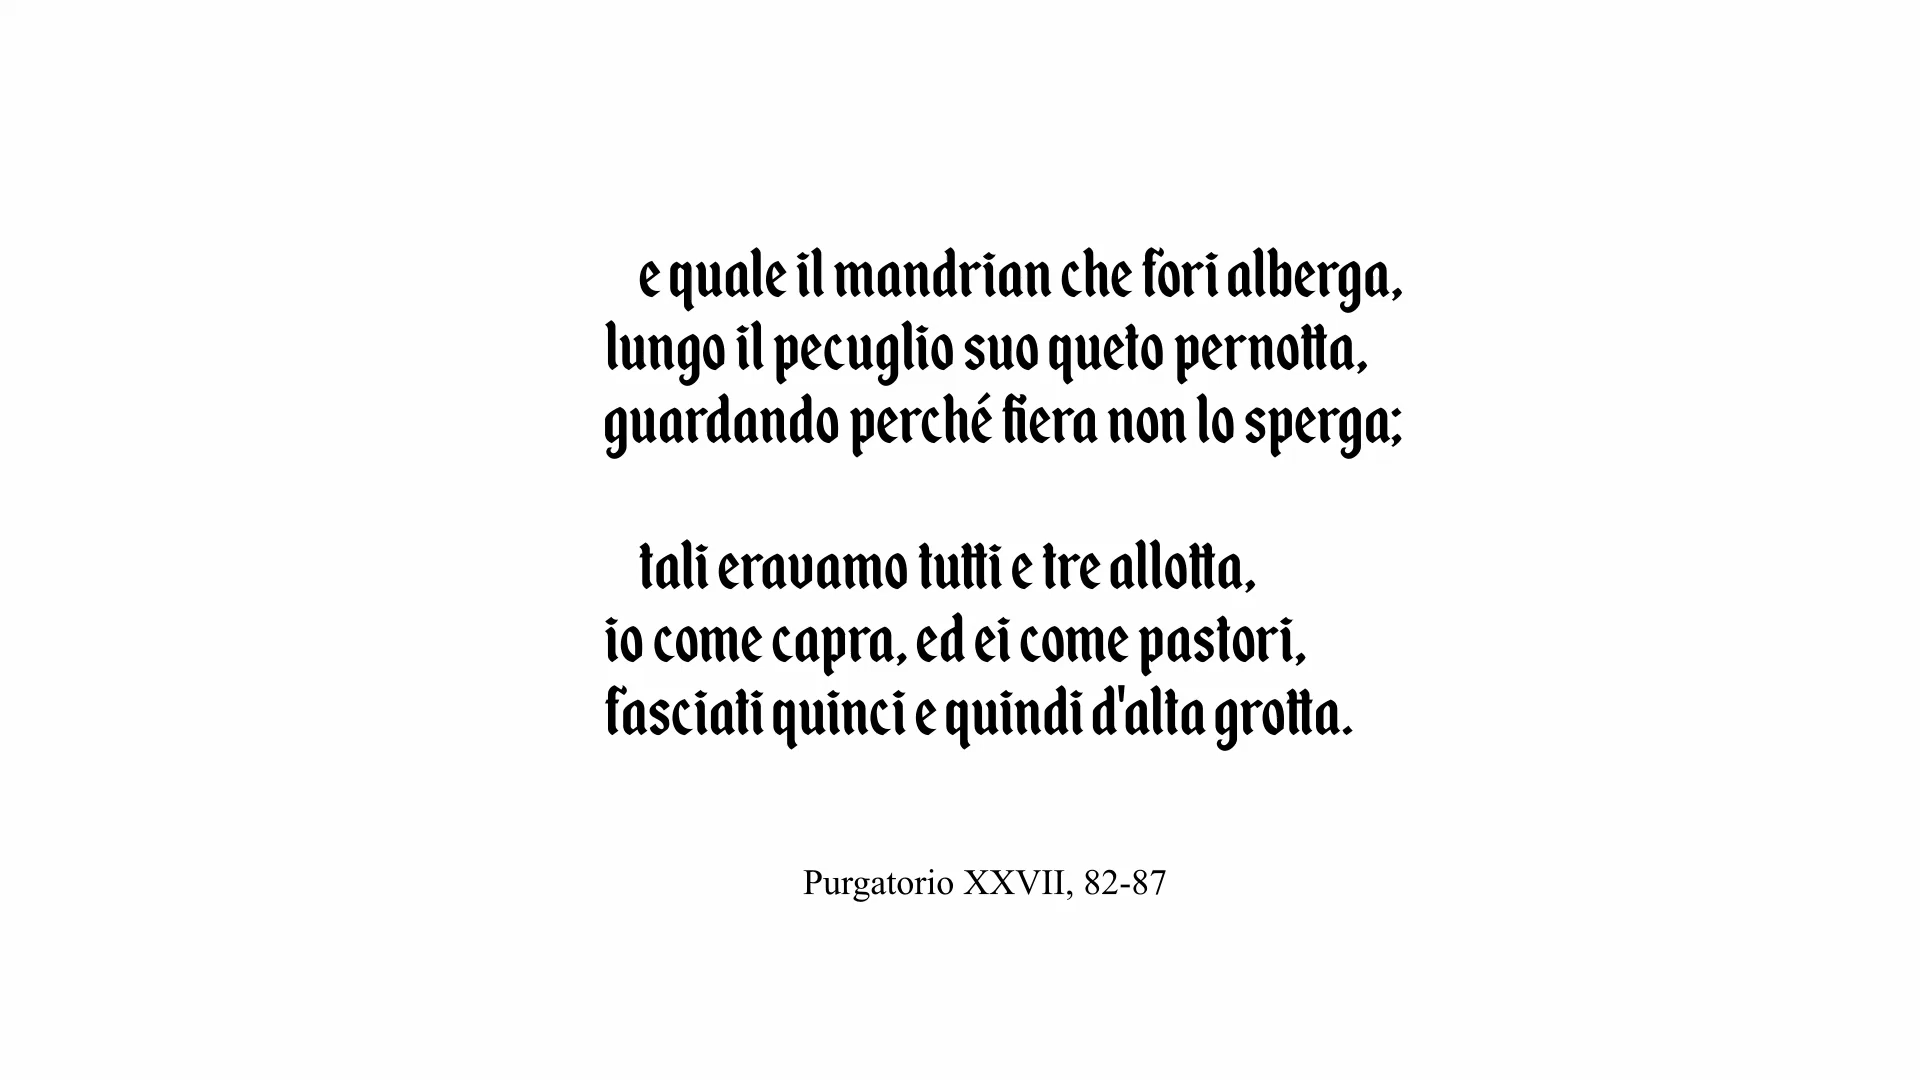 e quale il mandrian che fori alberga,
lungo il pecuglio suo queto pernotta,
guardando perché fiera non lo sperga;
tali eravamo tutti e tre allotta,
io come capra, ed ei come pastori,
fasciati quinci e quindi d'alta grotta.
Purgatorio XXVII, 82-87